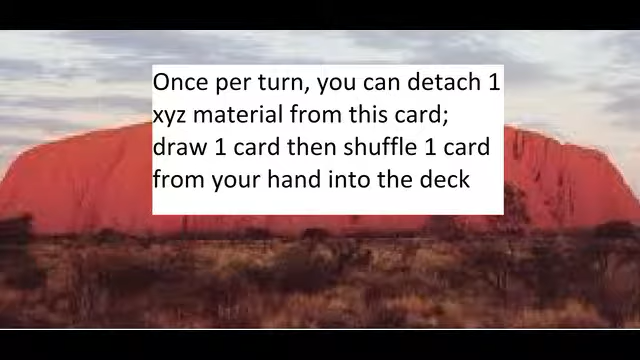 Once per turn, you can detach 1
xyz material from this card;
draw 1 card then shuffle 1 card
from your hand into the deck